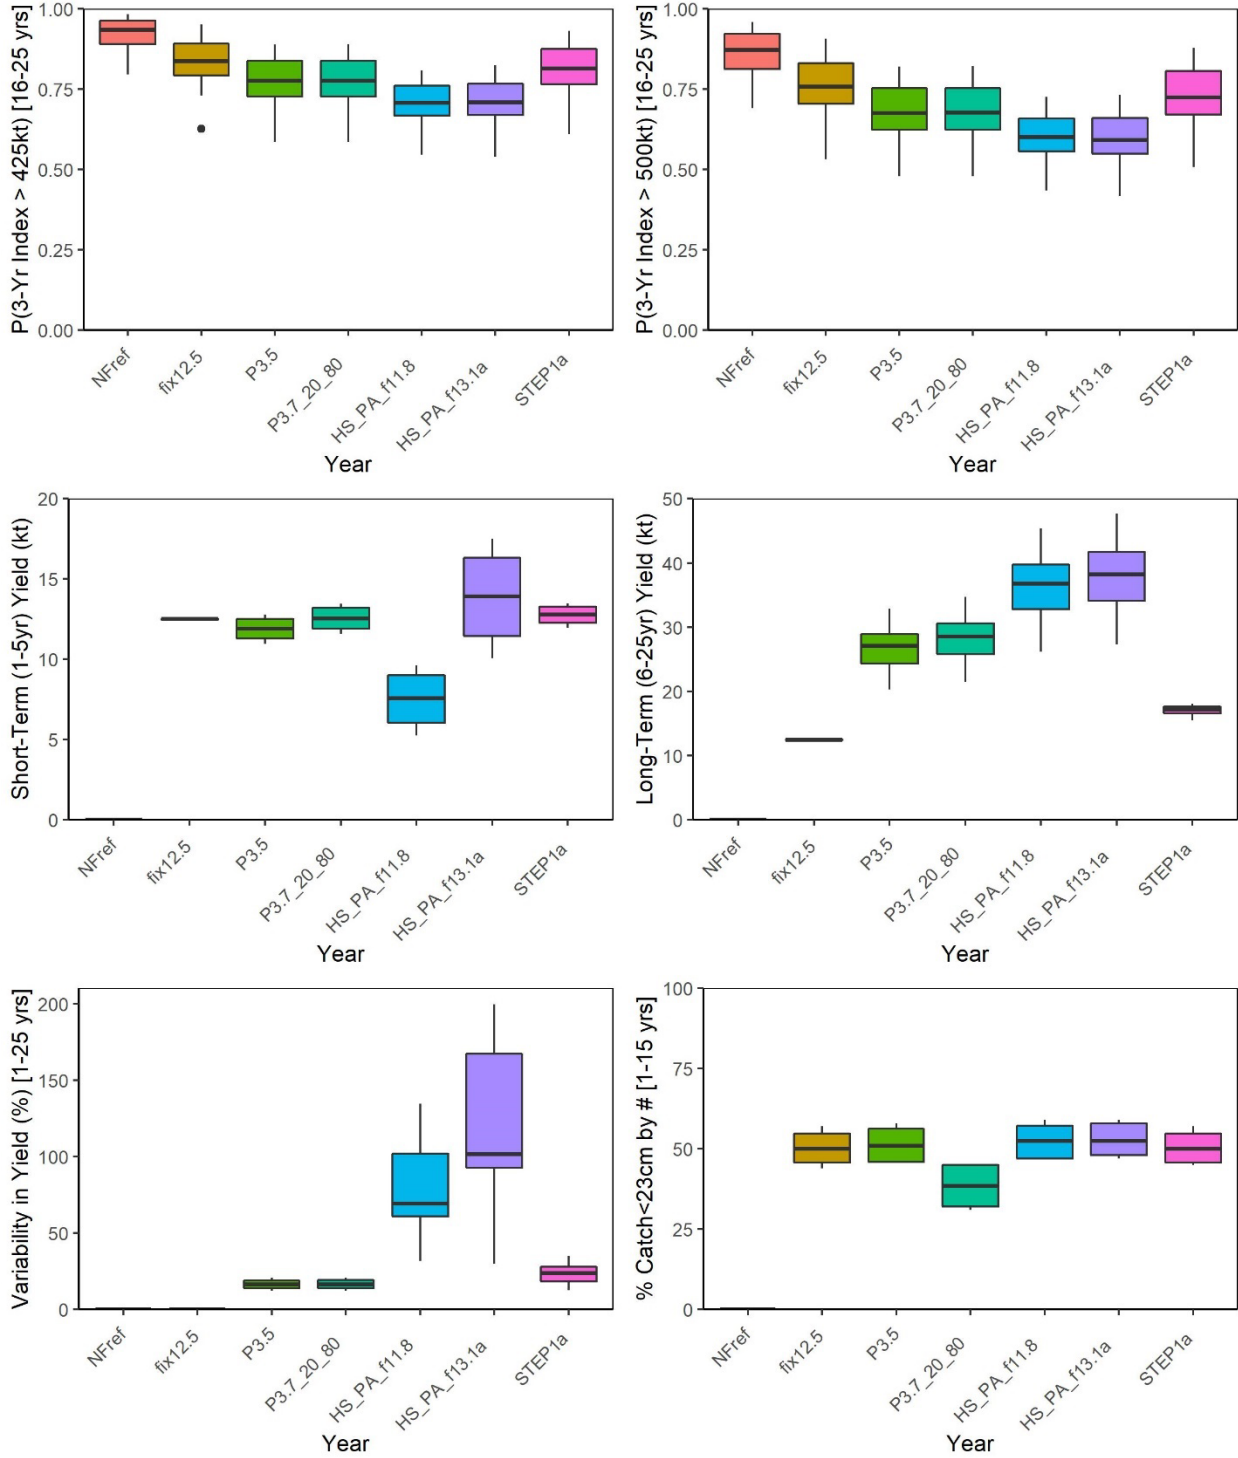 P(3-Yr Index > 425kt) [16-25 yrs]
1.00
0.75
0.50
0.25
0.00
NFref
fix12.5
P3.5
P3.7_20_80
HS_PA_f11.8
HS_PA_f13.1a
STEP1a
Year
P(3-Yr Index > 500kt) [16-25 yrs]
1.00
0.75
0.50
0.25
0.00
NFref
fix12.5
P3.5
P3.7_20_80
HS_PA_f11.8
HS_PA_f13.1a
STEP1a
Year
Short-Term (1-5yr) Yield (kt)
20
15
10
5
0
NFref
fix12.5
P3.5
P3.7_20_80
HS_PA_f11.8
HS_PA_f13.1a
STEP1a
Year
Long-Term (6-25yr) Yield (kt)
50
40
30
20
10
0
NFref
fix12.5
P3.5
P3.7_20_80
HS_PA_f11.8
HS_PA_f13.1a
STEP1a
Year
Variability in Yield (%) [1-25 yrs]
200
150
100
50
0
NFref
fix12.5
P3.5
P3.7_20_80
HS_PA_f11.8
HS_PA_f13.1a
STEP1a
Year
% Catch<23cm by # [1-15 yrs]
100
75
50
25
0
NFref
fix12.5
P3.5
P3.7_20_80
HS_PA_f11.8
HS_PA_f13.1a
STEP1a
Year